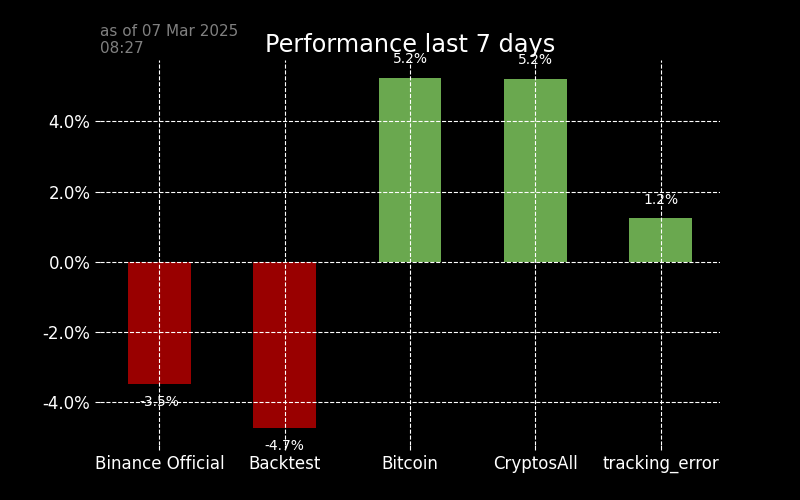 as of 07 Mar 2025
08:27
Performance last 7 days
5.2%
5.2%
4.0%
2.0%
1.2%
0.0%
-2.0%
-4.0%
-3.5%
-4.7%
Binance Official
Backtest
Bitcoin
CryptosAll
tracking_error